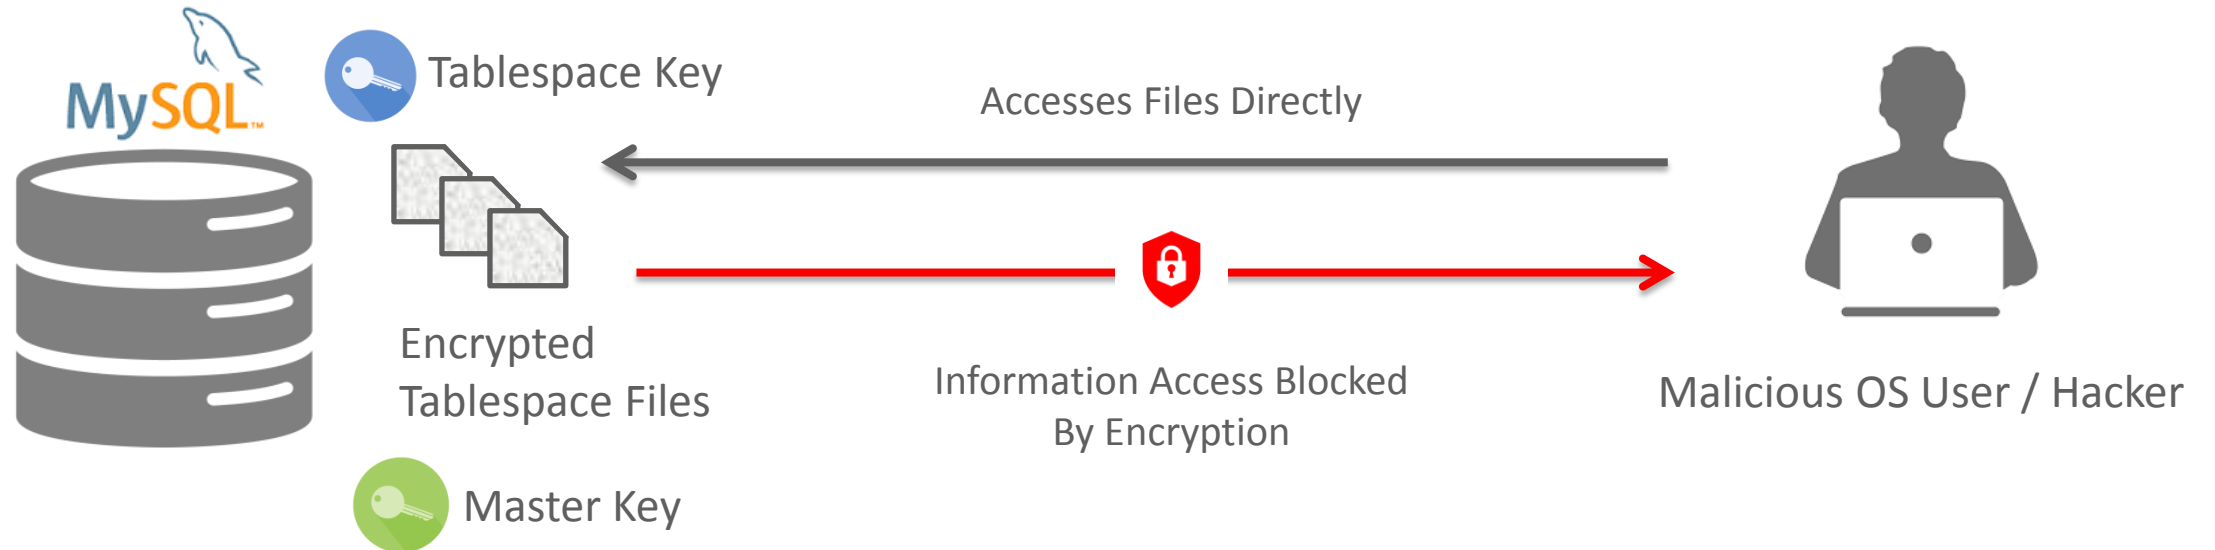 MySQL™
Tablespace Key
Accesses Files Directly
Encrypted
Tablespace Files
Information Access Blocked
By Encryption
Malicious OS User / Hacker
Master Key